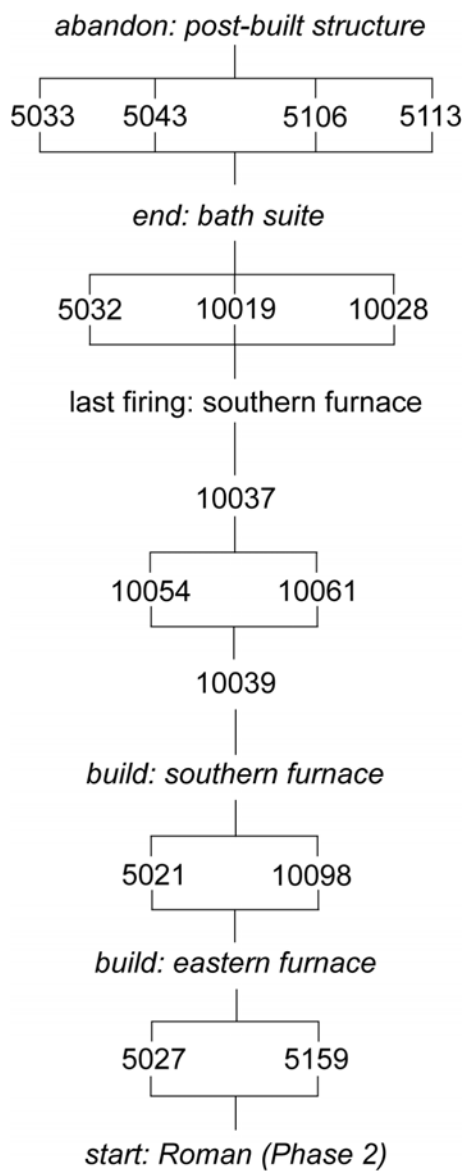 abandon: post-built structure
5033 5043 5106 5113
end: bath suite
5032 10019 10028
last firing: southern furnace
10037
10054 10061
10039
build: southern furnace
5021 10098
build: eastern furnace
5027 5159
start: Roman (Phase 2)